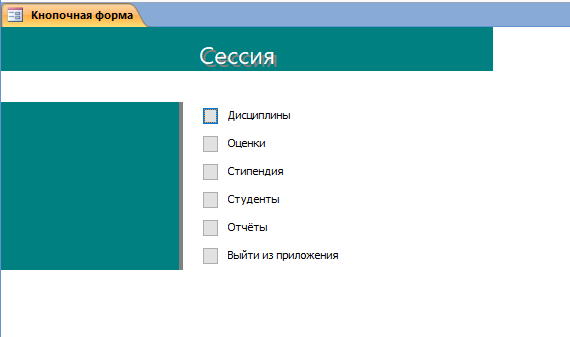 Кнопочная форма
Сессия
Дисциплины
Оценки
Стипендия
Студенты
Отчёты
Выйти из приложения